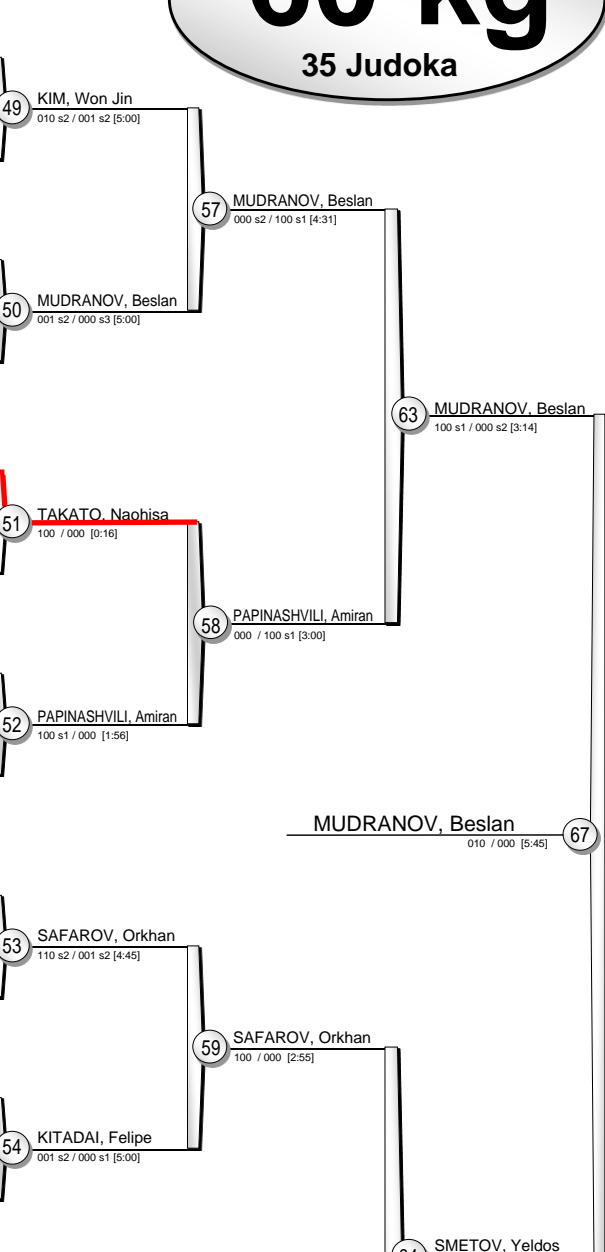 60 kg
35 Judoka
49 KIM, Won Jin
010 s2 / 001 s2 [5:00]
57 MUDRANOV, Beslan
000 s2 / 100 s1 [4:31]
50 MUDRANOV, Beslan
001 s2 / 000 s3 [5:00]
63 MUDRANOV, Beslan
100 s1 / 000 s2 [3:14]
51 TAKATO, Naohisa
100 / 000 [0:16]
58 PAPINASHVILI, Amiran
000 / 100 s1 [3:00]
52 PAPINASHVILI, Amiran
100 s1 / 000 [1:56]
MUDRANOV, Beslan 67
010 / 000 [5:45]
53 SAFAROV, Orkhan
110 s2 / 001 s2 [4:45]
59 SAFAROV, Orkhan
100 / 000 [2:55]
54 KITADAI, Felipe
001 s2 / 000 s1 [5:00]
SMETOV, Yeldos